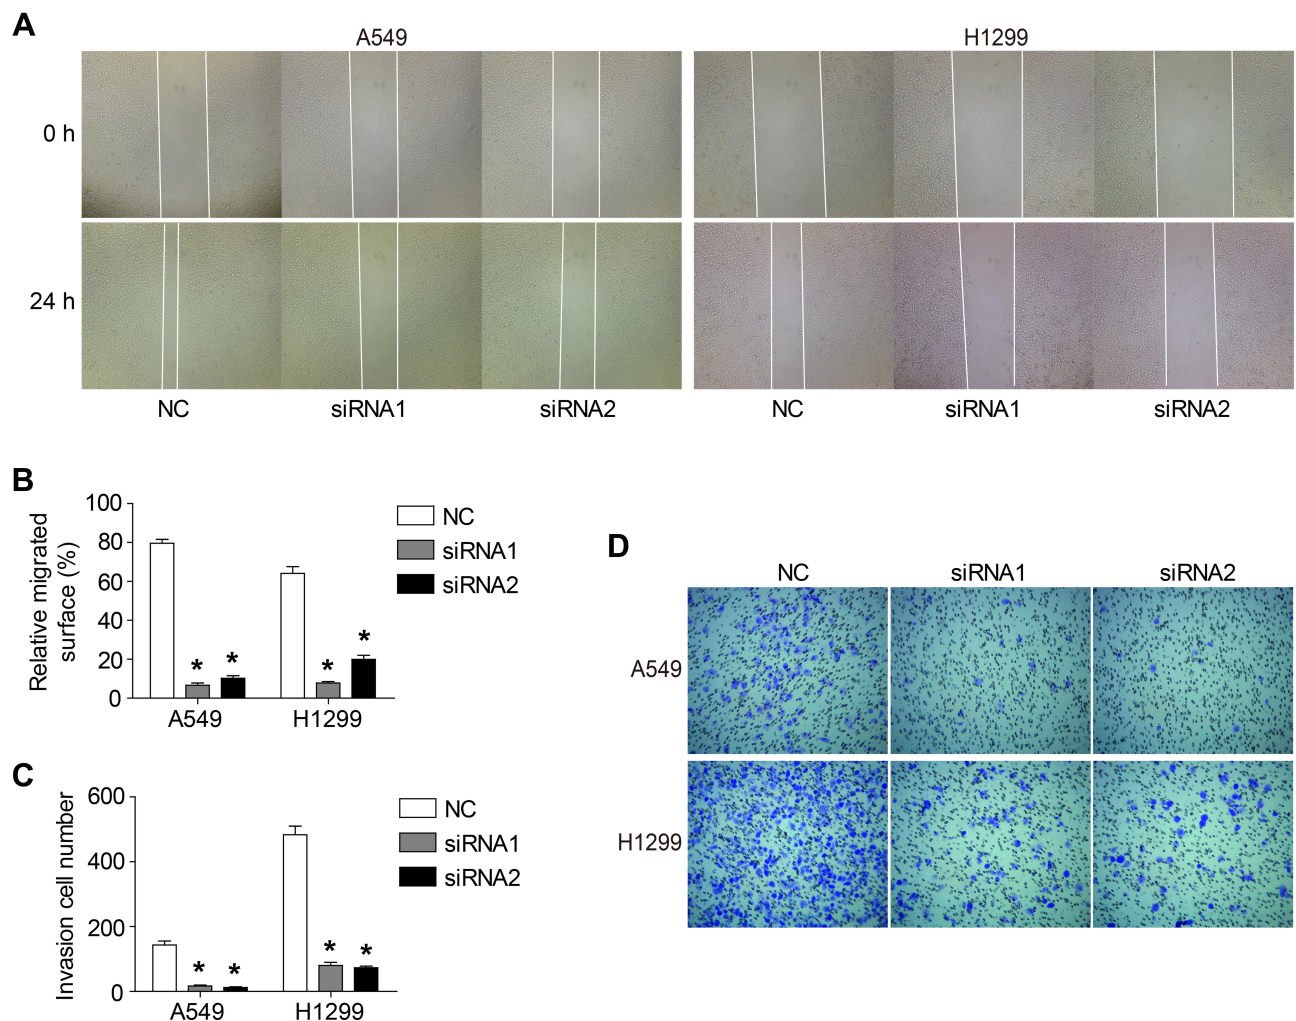 A
A549
H1299
0 h
24 h
NC
siRNA1
siRNA2
NC
siRNA1
siRNA2
B
Relative migrated
surface (%)
100
80
60
40
20
0
*
*
*
*
A549
H1299
NC
siRNA1
siRNA2
C
Invasion cell number
600
400
200
0
*
*
*
*
A549
H1299
NC
siRNA1
siRNA2
D
NC
siRNA1
siRNA2
A549
H1299